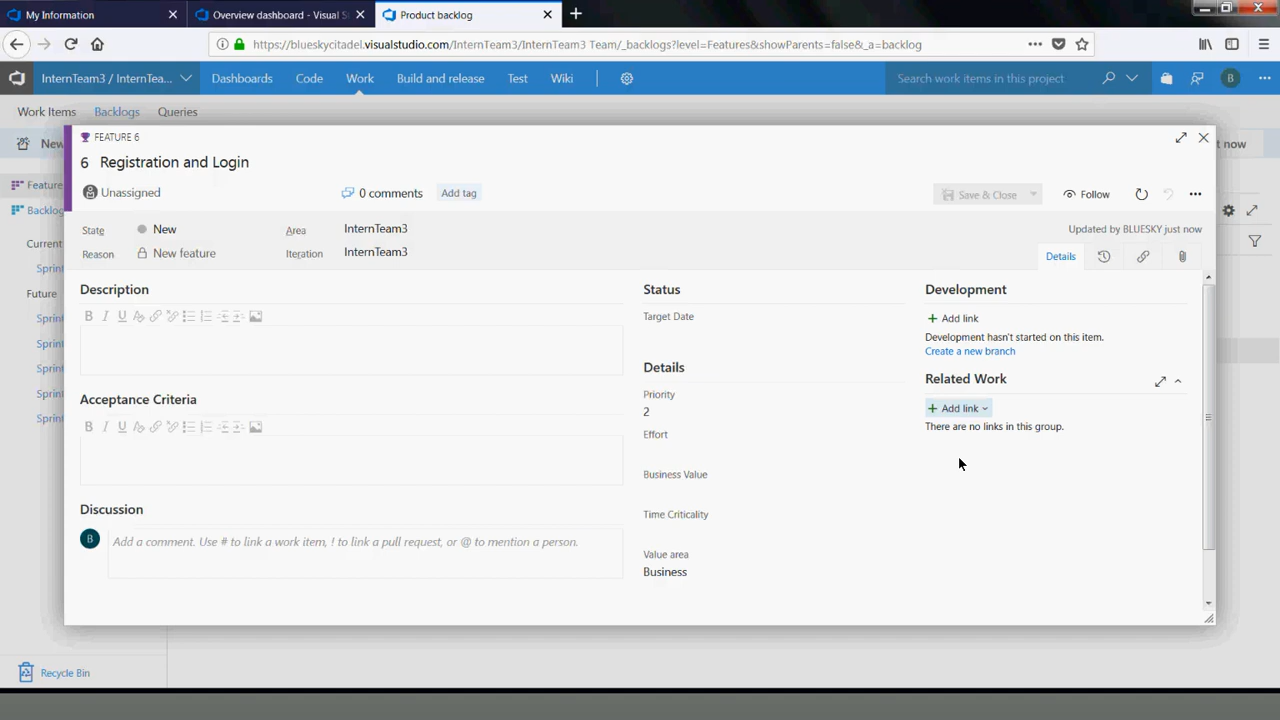 My Information
Overview dashboard - Visual S
Product backlog
https://blueskycitadel.visualstudio.com/InternTeam3/InternTeam3 Team/_backlogs?level=Features&showParents=false&_a=backlog
InternTeam3 / InternTea...
Dashboards
Code
Work
Build and release
Test
Wiki
Search work items in this project
B
Work Items
Backlogs
Queries
New
t now
FEATURE 6
6 Registration and Login
Unassigned
0 comments
Add tag
Save & Close
Follow
State
New
Area
InternTeam3
Updated by BLUESKY just now
Reason
New feature
Iteration
InternTeam3
Details
Feature
Backlog
Current
Sprint
Future
Sprint
Sprint
Sprint
Sprint
Sprint
Description
B I U
Acceptance Criteria
B I U
Discussion
B
Add a comment. Use # to link a work item, ! to link a pull request, or @ to mention a person.
Status
Target Date
Details
Priority
2
Effort
Business Value
Time Criticality
Value area
Business
Development
+ Add link
Development hasn't started on this item.
Create a new branch
Related Work
+ Add link
There are no links in this group.
Recycle Bin